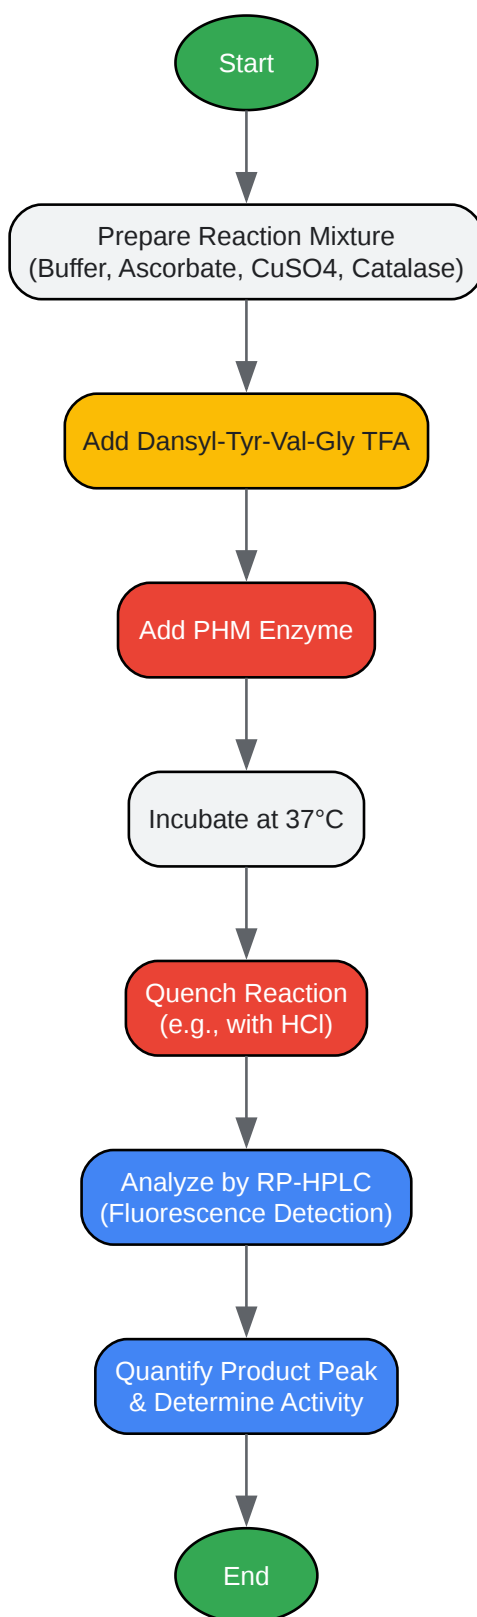 Start
Prepare Reaction Mixture
(Buffer, Ascorbate, CuSO4, Catalase)
Add Dansyl-Tyr-Val-Gly TFA
Add PHM Enzyme
Incubate at 37°C
Quench Reaction
(e.g., with HCl)
Analyze by RP-HPLC
(Fluorescence Detection)
Quantify Product Peak
& Determine Activity
End